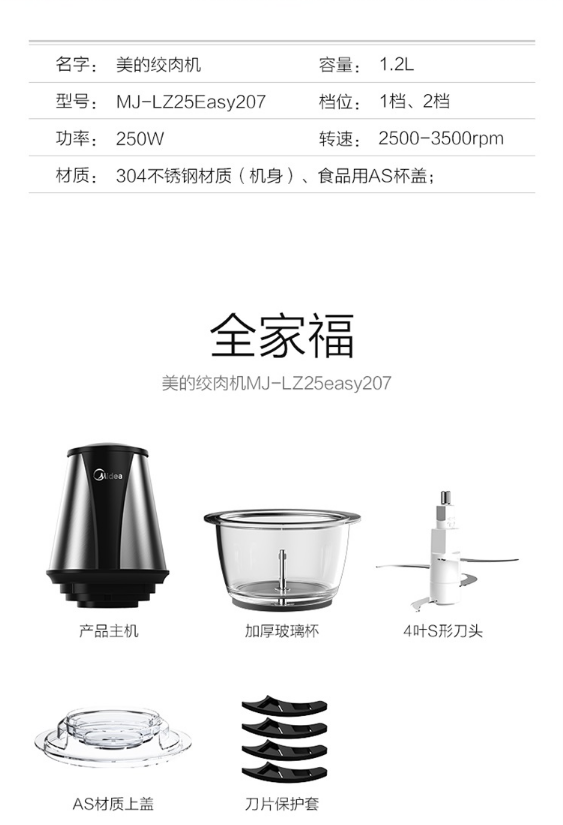 名字： 美的绞肉机 容量： 1.2L
型号： MJ-LZ25Easy207 档位： 1档、2档
功率： 250W 转速： 2500-3500rpm
材质： 304不锈钢材质（机身）、食品用AS杯盖；
全家福
美的绞肉机MJ-LZ25easy207
Midea
产品主机 加厚玻璃杯 4叶S形刀头
AS材质上盖 刀片保护套